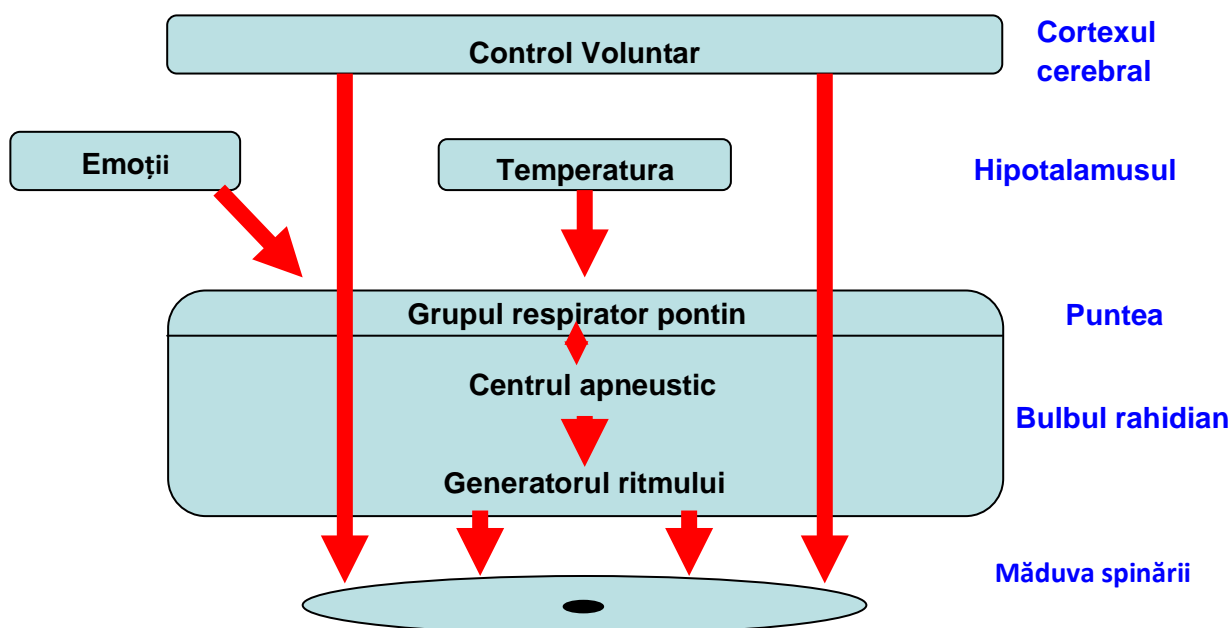 Control Voluntar
Cortexul
cerebral
Emoții
Temperatura
Hipotalamusul
Grupul respirator pontin
Puntea
Centrul apneustic
Bulbul rahidian
Generatorul ritmului
Măduva spinării